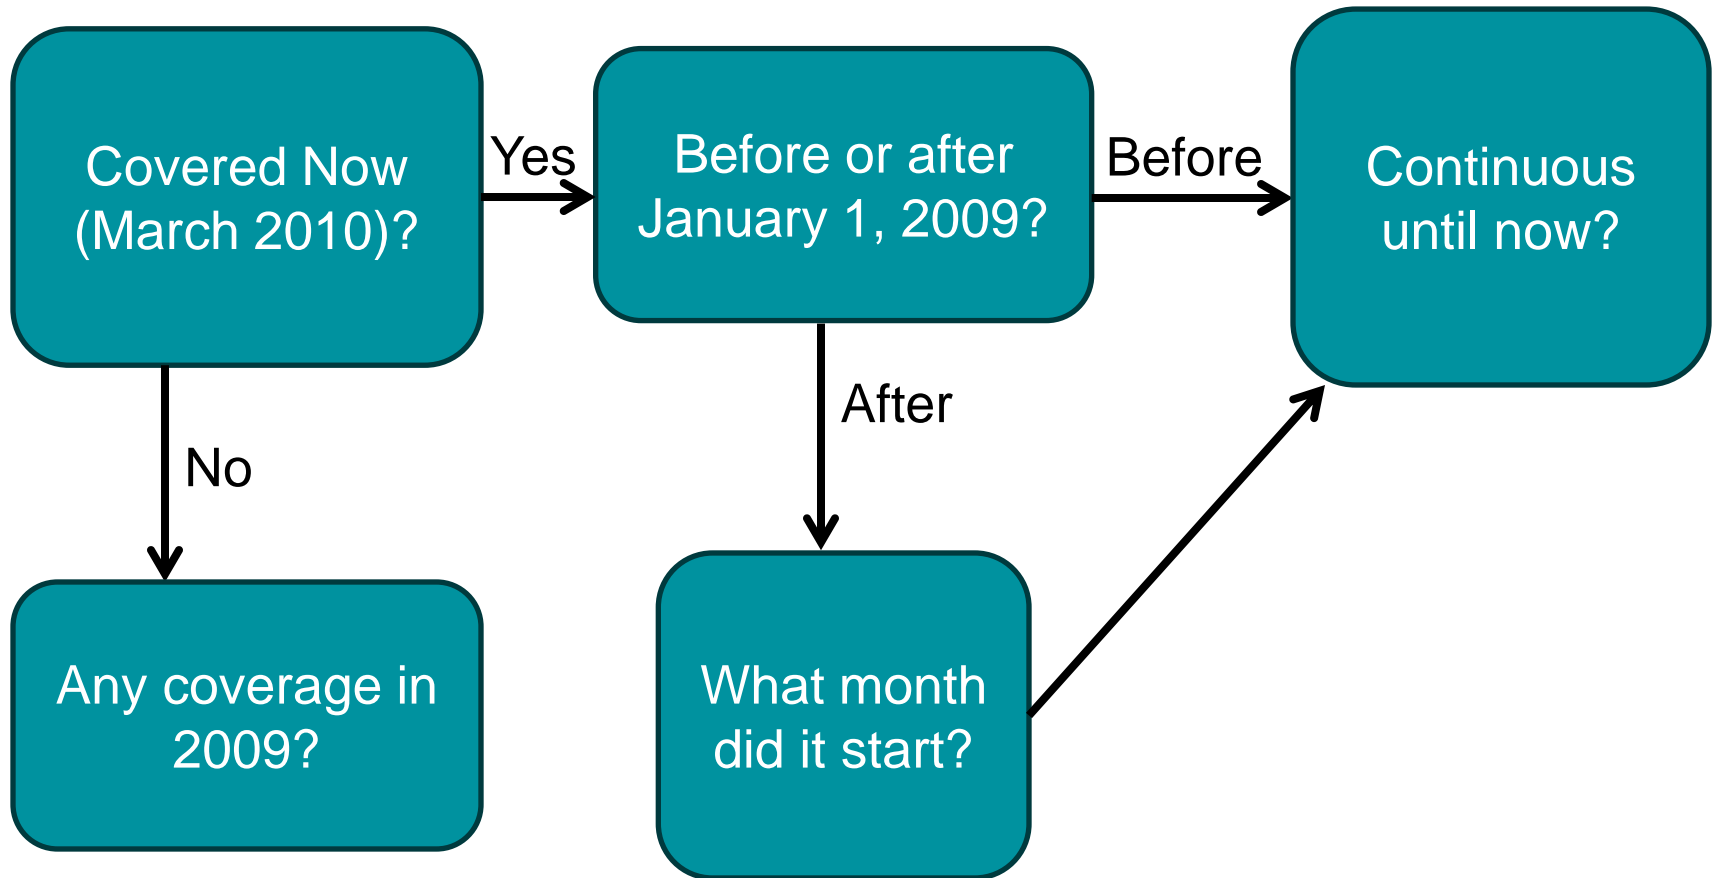 Covered Now
(March 2010)?
Yes
Before or after
January 1, 2009?
Before
Continuous
until now?
No
After
Any coverage in
2009?
What month
did it start?